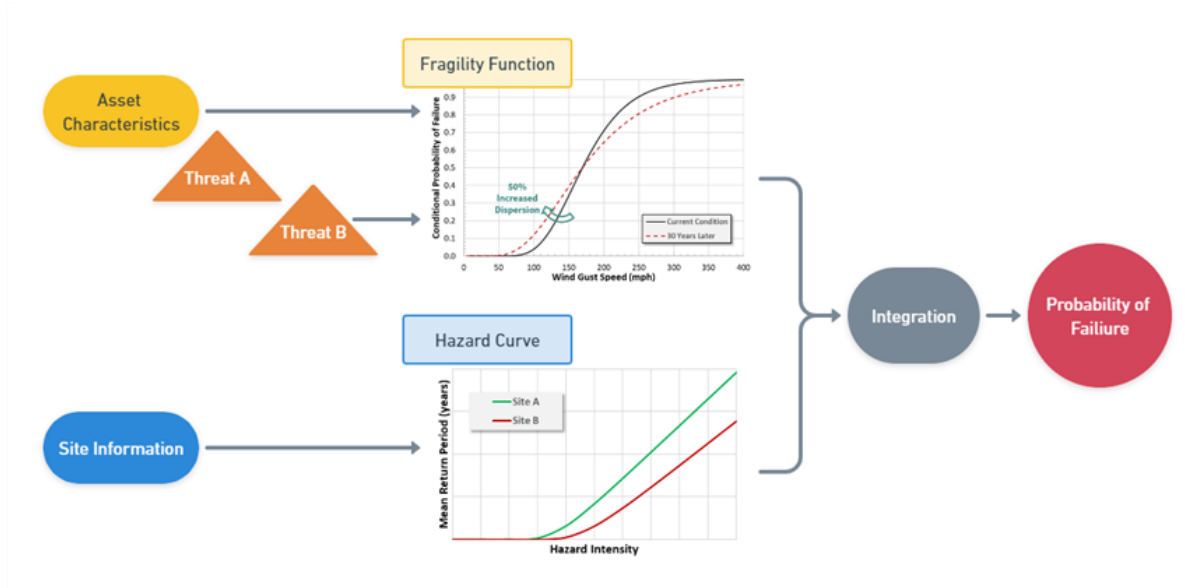 Fragility Function
Asset
Characteristics
Threat A
Threat B
Conditional Probability of Failure
0.9
0.8
0.7
0.6
0.5
0.4
0.3
0.2
0.1
0.0
50%
Increased
Dispersion
Current Condition
30 Years Later
0 50 100 150 200 250 300 350 400
Wind Gust Speed (mph)
Hazard Curve
Site Information
Mean Return Period (years)
Site A
Site B
Hazard Intensity
Integration
Probability of
Failiure